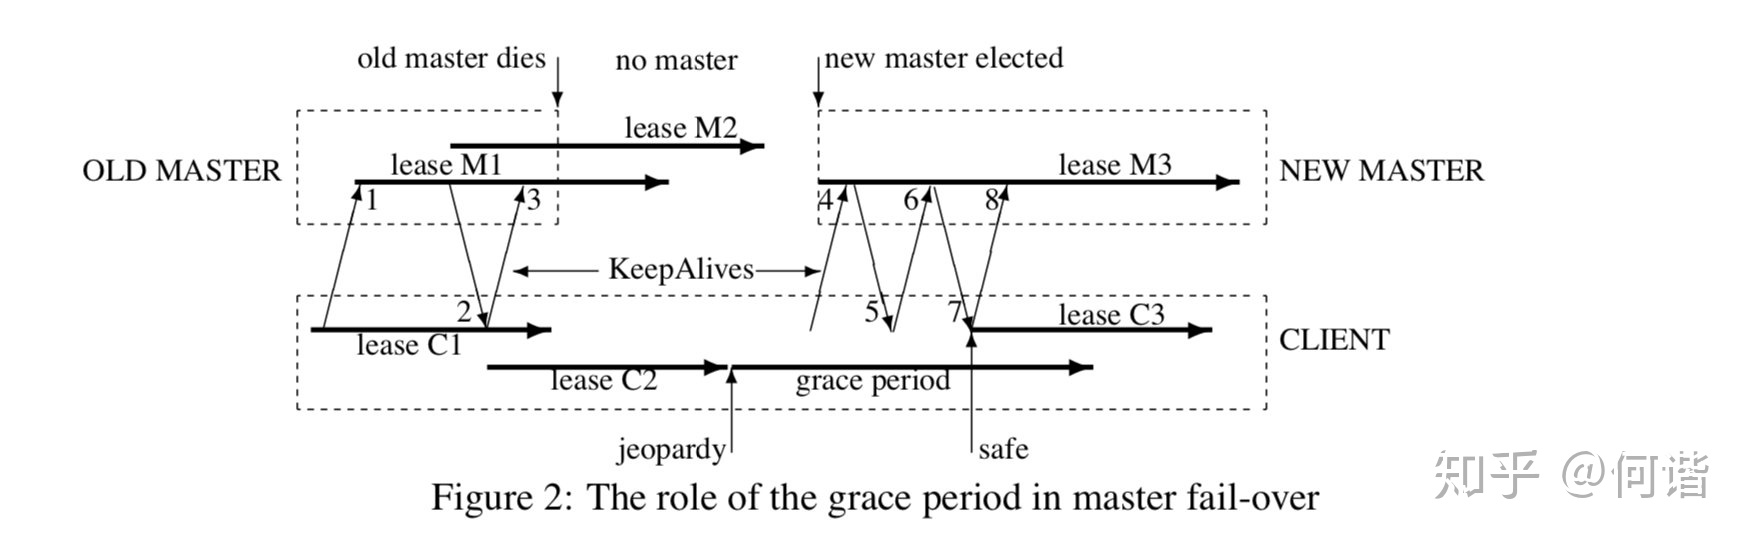 old master dies
no master
new master elected
lease M2
OLD MASTER
lease M1
lease M3
NEW MASTER
1
3
4
6
8
KeepAlives
2
5
7
lease C1
lease C3
CLIENT
lease C2
grace period
jeopardy
safe
Figure 2: The role of the grace period in master fail-over
知乎 @何谐